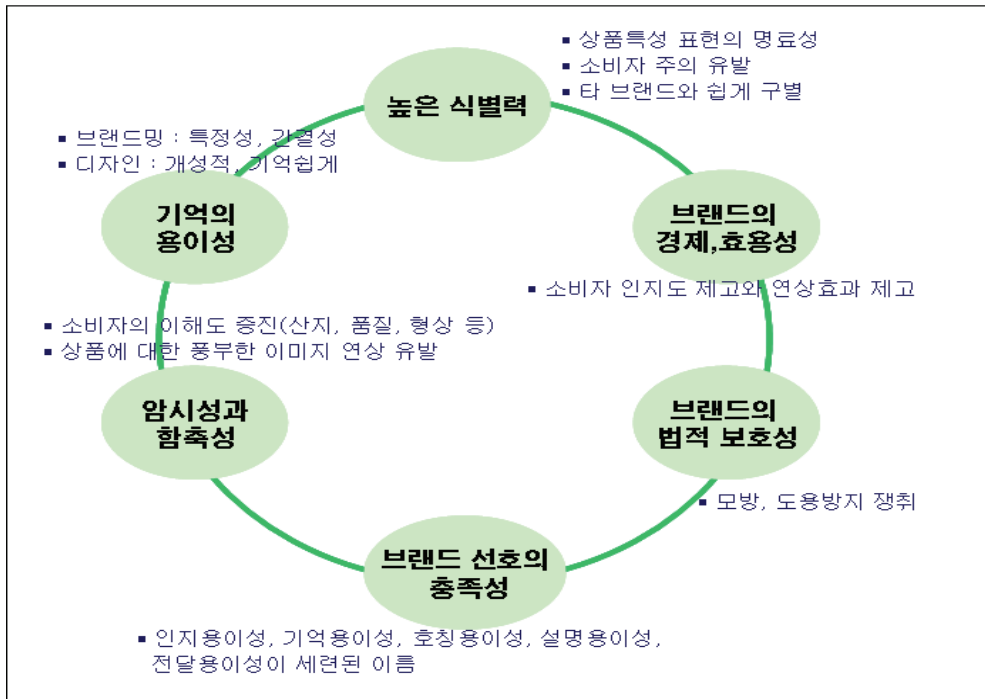 ▪ 상품특성 표현의 명료성
▪ 소비자 주의 유발
▪ 타 브랜드와 쉽게 구별
높은 식별력
▪ 브랜드밍 : 특정성, 간결성
▪ 디자인 : 개성적, 기억쉽게
기억의
용이성
브랜드의
경제,효용성
▪ 소비자 인지도 제고와 연상효과 제고
▪ 소비자의 이해도 증진(산지, 품질, 형상 등)
▪ 상품에 대한 풍부한 이미지 연상 유발
암시성과
함축성
브랜드의
법적 보호성
▪ 모방, 도용방지 쟁취
브랜드 선호의
충족성
▪ 인지용이성, 기억용이성, 호칭용이성, 설명용이성,
전달용이성이 세련된 이름